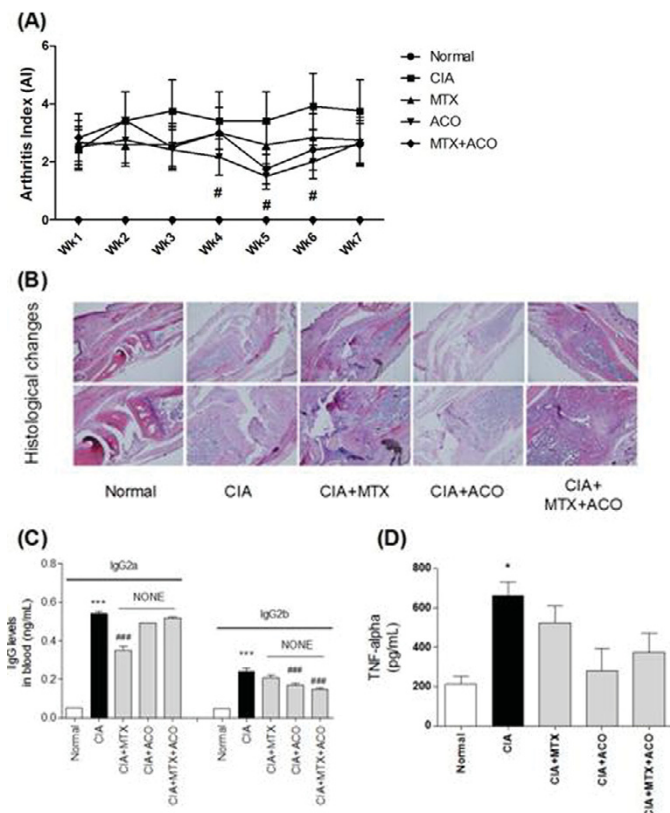 (A)
Arthritis Index (AI)
6
4
2
0
Wk1 Wk2 Wk3 Wk4 Wk5 Wk6 Wk7
# # #
Normal
CIA
MTX
ACO
MTX+ACO
(B)
Histological changes
Normal CIA CIA+MTX CIA+ACO CIA+
MTX+ACO
(C)
IgG levels
in blood (ng/mL)
0.8
0.6
0.4
0.2
0.0
IgG2a
NONE
***
###
IgG2b
NONE
***
###
###
Normal
CIA
CIA+MTX
CIA+ACO
CIA+MTX+ACO
Normal
CIA
CIA+MTX
CIA+ACO
CIA+MTX+ACO
(D)
TNF-alpha
(pg/mL)
800
600
400
200
0
*
Normal
CIA
CIA+MTX
CIA+ACO
CIA+MTX+ACO